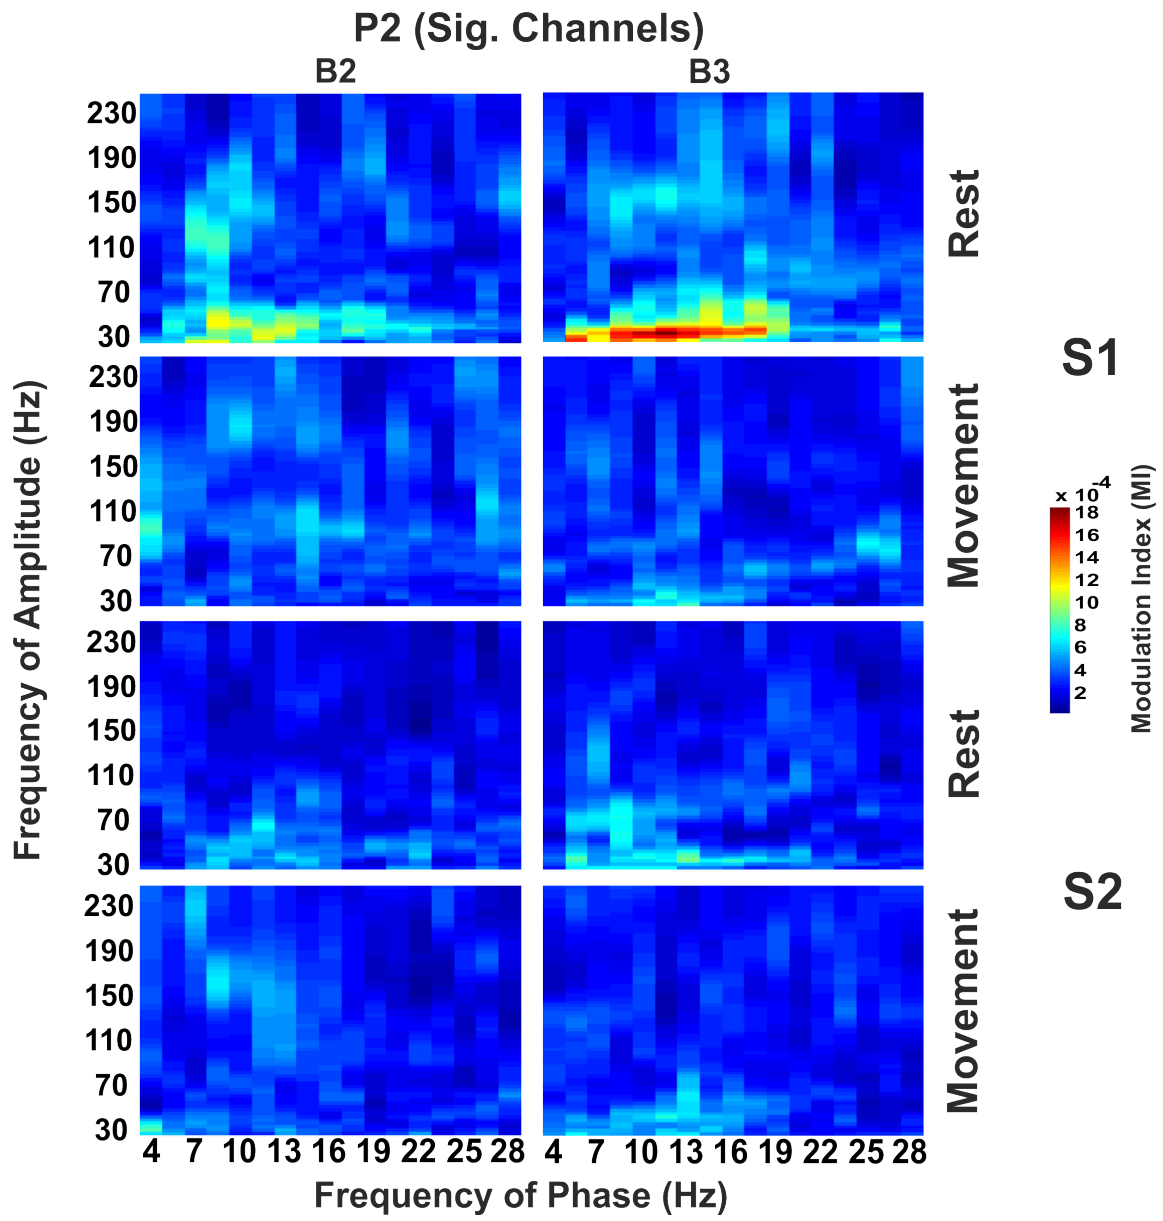 P2 (Sig. Channels)
B2
B3
230
190
150
110
70
30
Rest
230
190
150
110
70
30
Movement
S1
230
190
150
110
70
30
Rest
230
190
150
110
70
30
Movement
S2
Frequency of Amplitude (Hz)
x 10-4
18
16
14
12
10
8
6
4
2
Modulation Index (MI)
4 7 10 13 16 19 22 25 28
4 7 10 13 16 19 22 25 28
Frequency of Phase (Hz)